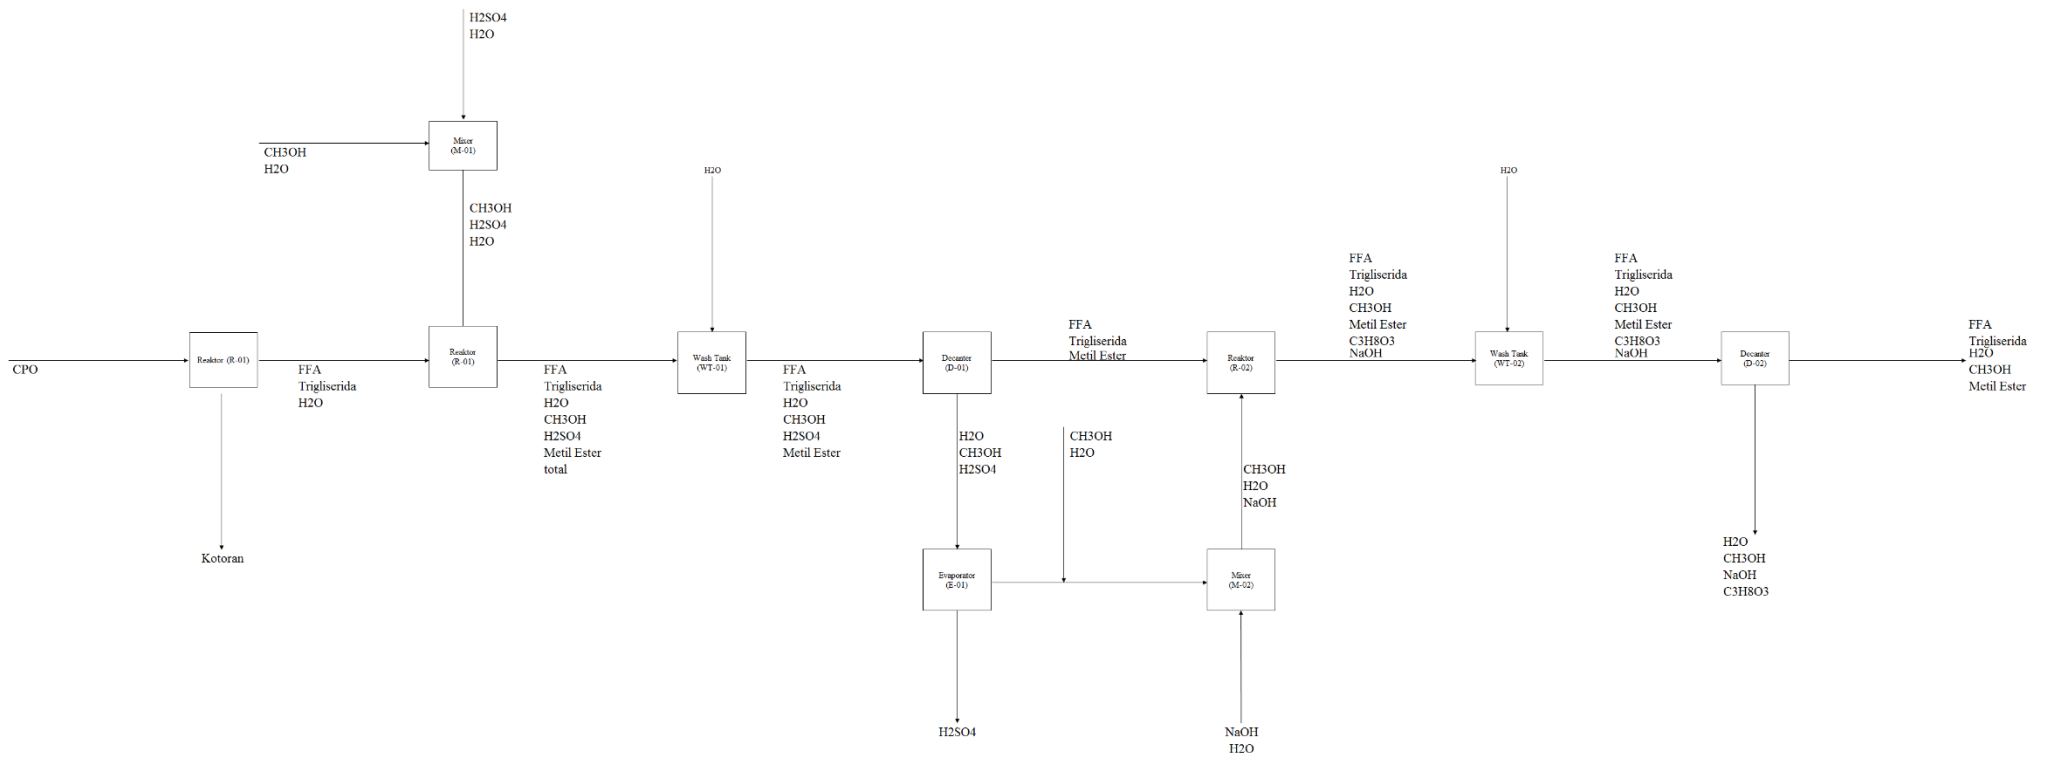 H2SO4
H2O
Mixer
(M-01)
CH3OH
H2O
CH3OH
H2SO4
H2O
CPO
Reaktor (R-01)
Kotoran
FFA
Trigliserida
H2O
Reaktor
(R-01)
FFA
Trigliserida
H2O
CH3OH
H2SO4
Metil Ester
total
H2O
Wash Tank
(WT-01)
FFA
Trigliserida
H2O
CH3OH
H2SO4
Metil Ester
Decanter
(D-01)
H2O
CH3OH
H2SO4
Evaporator
(E-01)
H2SO4
CH3OH
H2O
FFA
Trigliserida
Metil Ester
Reaktor
(R-02)
CH3OH
H2O
NaOH
Mixer
(M-02)
NaOH
H2O
FFA
Trigliserida
H2O
CH3OH
Metil Ester
C3H8O3
NaOH
H2O
Wash Tank
(WT-02)
FFA
Trigliserida
H2O
CH3OH
Metil Ester
C3H8O3
NaOH
Decanter
(D-02)
H2O
CH3OH
NaOH
C3H8O3
FFA
Trigliserida
H2O
CH3OH
Metil Ester